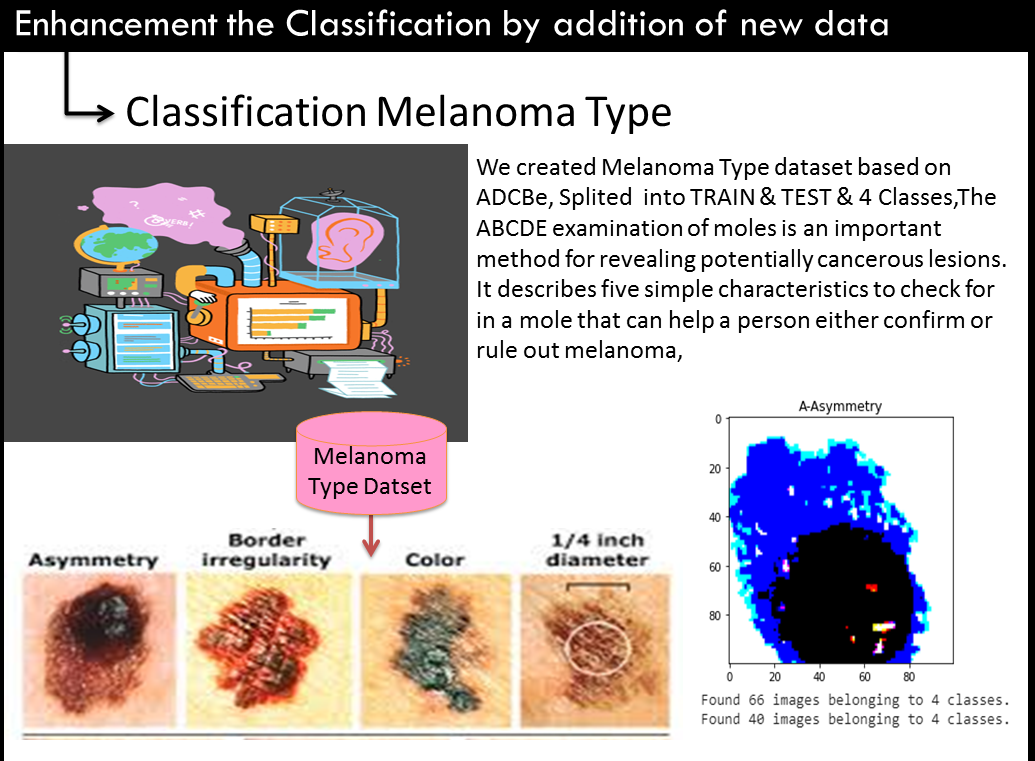 Enhancement the Classification by addition of new data
Classification Melanoma Type
We created Melanoma Type dataset based on
ADCBe, Splited  into TRAIN & TEST & 4 Classes,The
ABCDE examination of moles is an important
method for revealing potentially cancerous lesions.
It describes five simple characteristics to check for
in a mole that can help a person either confirm or
rule out melanoma,
Melanoma
Type Datset
Asymmetry
Border
irregularity
Color
1/4 inch
diameter
A-Asymmetry
0
20
40
60
80
0 20 40 60 80
Found 66 images belonging to 4 classes.
Found 40 images belonging to 4 classes.